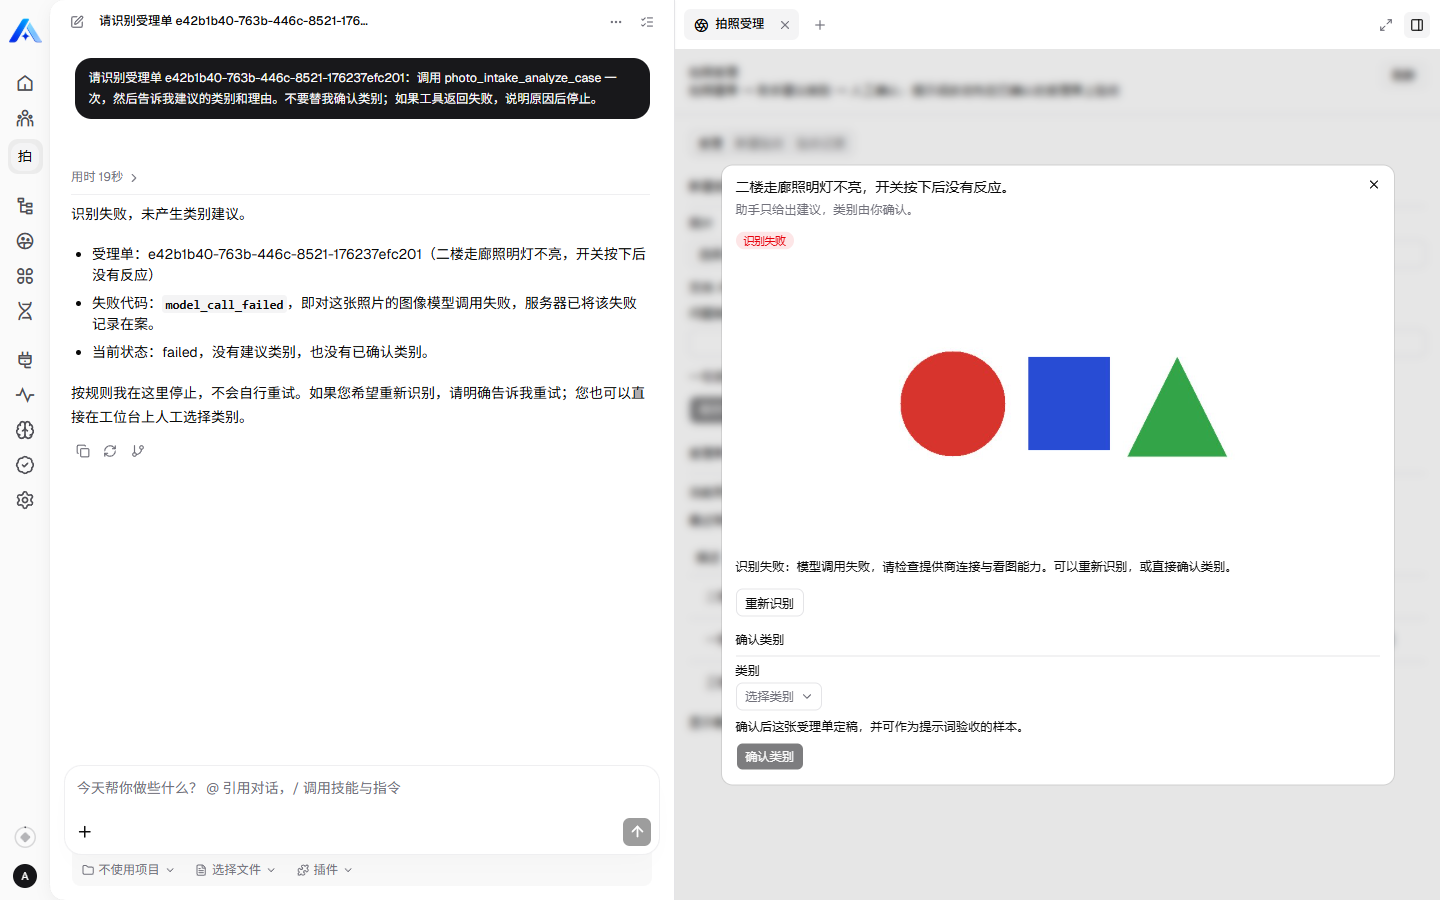 请识别受理单 e42b1b40-763b-446c-8521-176...
请识别受理单 e42b1b40-763b-446c-8521-176237efc201：调用 photo_intake_analyze_case 一
次，然后告诉我建议的类别和理由。不要替我确认类别；如果工具返回失败，说明原因后停止。
拍
用时 19秒
识别失败，未产生类别建议。
受理单：e42b1b40-763b-446c-8521-176237efc201（二楼走廊照明灯不亮，开关按下后
没有反应）
失败代码：model_call_failed，即对这张照片的图像模型调用失败，服务器已将该失败
记录在案。
当前状态：failed，没有建议类别，也没有已确认类别。
按规则我在这里停止，不会自行重试。如果您希望重新识别，请明确告诉我重试；您也可以直
接在工位台上人工选择类别。
今天帮你做些什么？ @ 引用对话，/ 调用技能与指令
不使用项目
选择文件
插件
A
拍照受理
二楼走廊照明灯不亮，开关按下后没有反应。
助手只给出建议，类别由你确认。
识别失败
识别失败：模型调用失败，请检查提供商连接与看图能力。可以重新识别，或直接确认类别。
重新识别
确认类别
类别
选择类别
确认后这张受理单定稿，并可作为提示词验收的样本。
确认类别